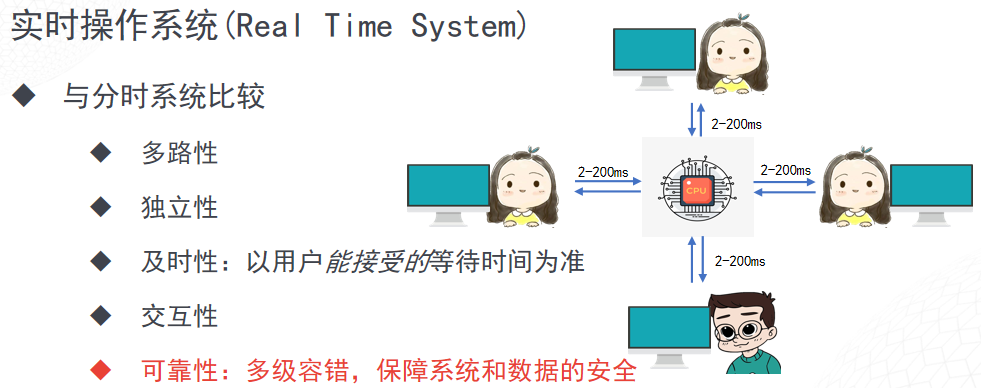 实时操作系统(Real Time System)
◆ 与分时系统比较
◆ 多路性
◆ 独立性
◆ 及时性：以用户能接受的等待时间为准
◆ 交互性
◆ 可靠性：多级容错，保障系统和数据的安全
2-200ms
2-200ms
CPU
2-200ms
2-200ms